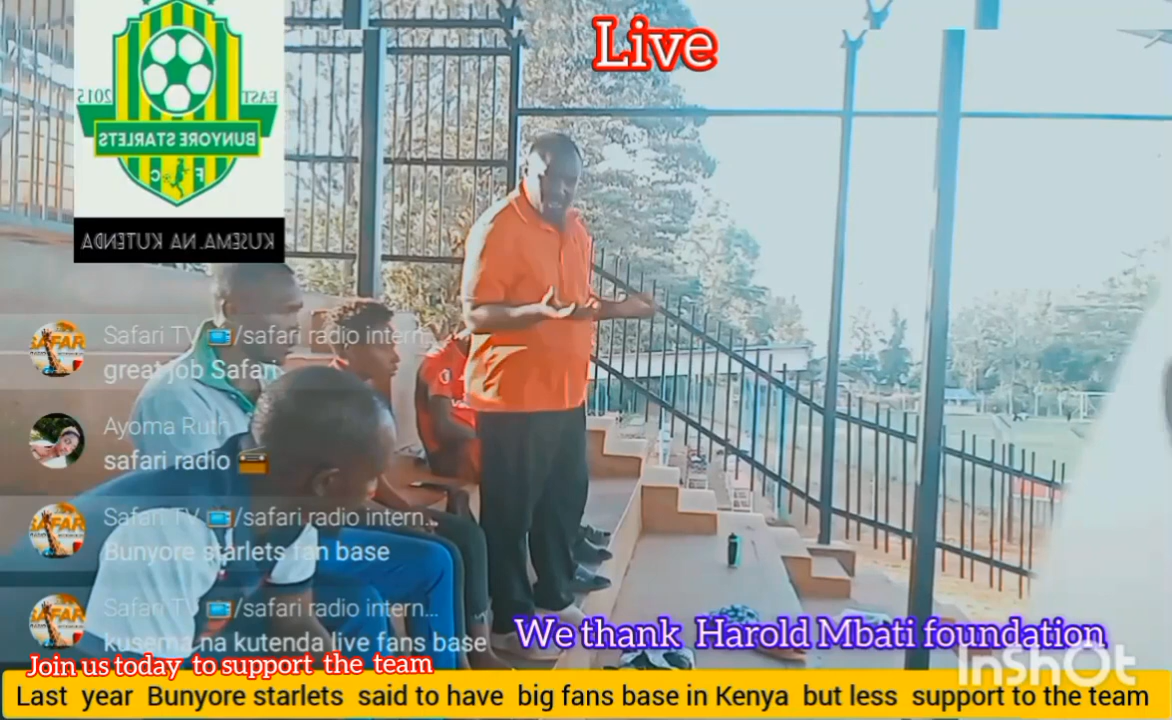 Live
2015
EAST
BUNYORE STARLETS
F C
KUSEMA NA KUTENDA
Safari TV 📺/safari radio intern...
great job Safari
Ayoma Ruth
safari radio 📻
Safari TV 📺/safari radio intern...
Bunyore starlets fan base
Safari TV 📺/safari radio intern...
kusema na kutenda live fans base
We thank Harold Mbati foundation
Join us today to support the team
InShOt
Last year Bunyore starlets said to have big fans base in Kenya but less support to the team